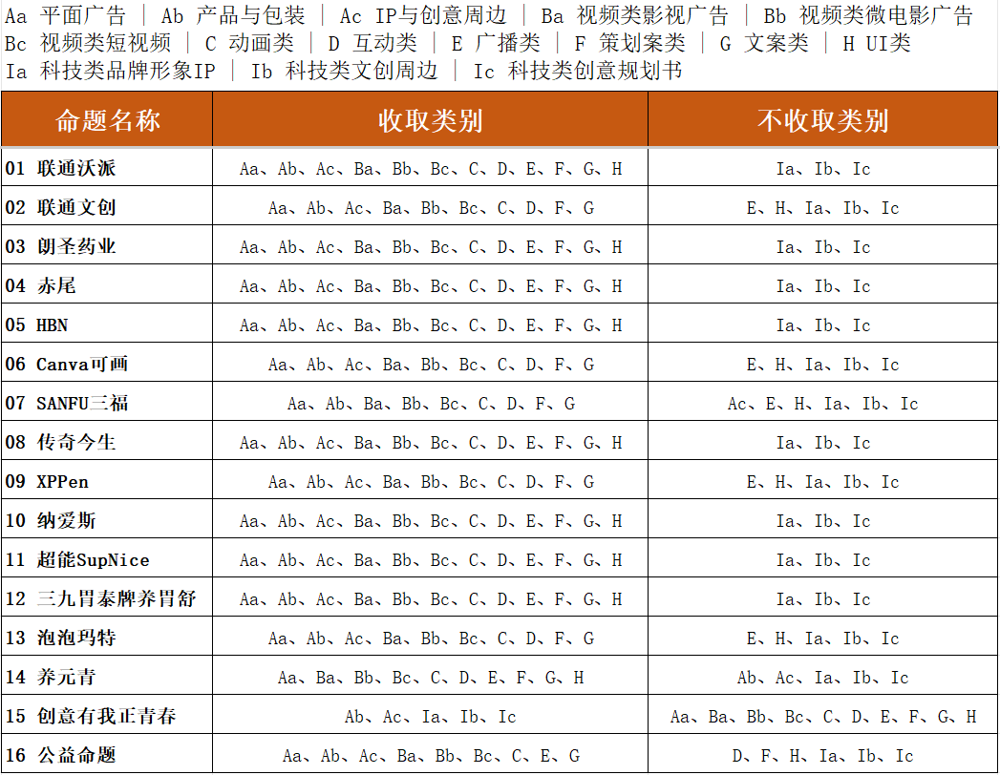 Aa 平面广告 | Ab 产品与包装 | Ac IP与创意周边 | Ba 视频类影视广告 | Bb 视频类微电影广告
Bc 视频类短视频 | C 动画类 | D 互动类 | E 广播类 | F 策划案类 | G 文案类 | H UI类
Ia 科技类品牌形象IP | Ib 科技类文创周边 | Ic 科技类创意规划书
命题名称 收取类别 不收取类别
01 联通沃派 Aa、Ab、Ac、Ba、Bb、Bc、C、D、E、F、G、H Ia、Ib、Ic
02 联通文创 Aa、Ab、Ac、Ba、Bb、Bc、C、D、F、G E、H、Ia、Ib、Ic
03 朗圣药业 Aa、Ab、Ac、Ba、Bb、Bc、C、D、E、F、G、H Ia、Ib、Ic
04 赤尾 Aa、Ab、Ac、Ba、Bb、Bc、C、D、E、F、G、H Ia、Ib、Ic
05 HBN Aa、Ab、Ac、Ba、Bb、Bc、C、D、E、F、G、H Ia、Ib、Ic
06 Canva可画 Aa、Ab、Ac、Ba、Bb、Bc、C、D、F、G E、H、Ia、Ib、Ic
07 SANFU三福 Aa、Ab、Ba、Bb、Bc、C、D、F、G Ac、E、H、Ia、Ib、Ic
08 传奇今生 Aa、Ab、Ac、Ba、Bb、Bc、C、D、E、F、G、H Ia、Ib、Ic
09 XPPen Aa、Ab、Ac、Ba、Bb、Bc、C、D、F、G E、H、Ia、Ib、Ic
10 纳爱斯 Aa、Ab、Ac、Ba、Bb、Bc、C、D、E、F、G、H Ia、Ib、Ic
11 超能SupNice Aa、Ab、Ac、Ba、Bb、Bc、C、D、E、F、G、H Ia、Ib、Ic
12 三九胃泰牌养胃舒 Aa、Ab、Ac、Ba、Bb、Bc、C、D、E、F、G、H Ia、Ib、Ic
13 泡泡玛特 Aa、Ab、Ac、Ba、Bb、Bc、C、D、F、G E、H、Ia、Ib、Ic
14 养元青 Aa、Ba、Bb、Bc、C、D、E、F、G、H Ab、Ac、Ia、Ib、Ic
15 创意有我正青春 Ab、Ac、Ia、Ib、Ic Aa、Ba、Bb、Bc、C、D、E、F、G、H
16 公益命题 Aa、Ab、Ac、Ba、Bb、Bc、C、E、G D、F、H、Ia、Ib、Ic